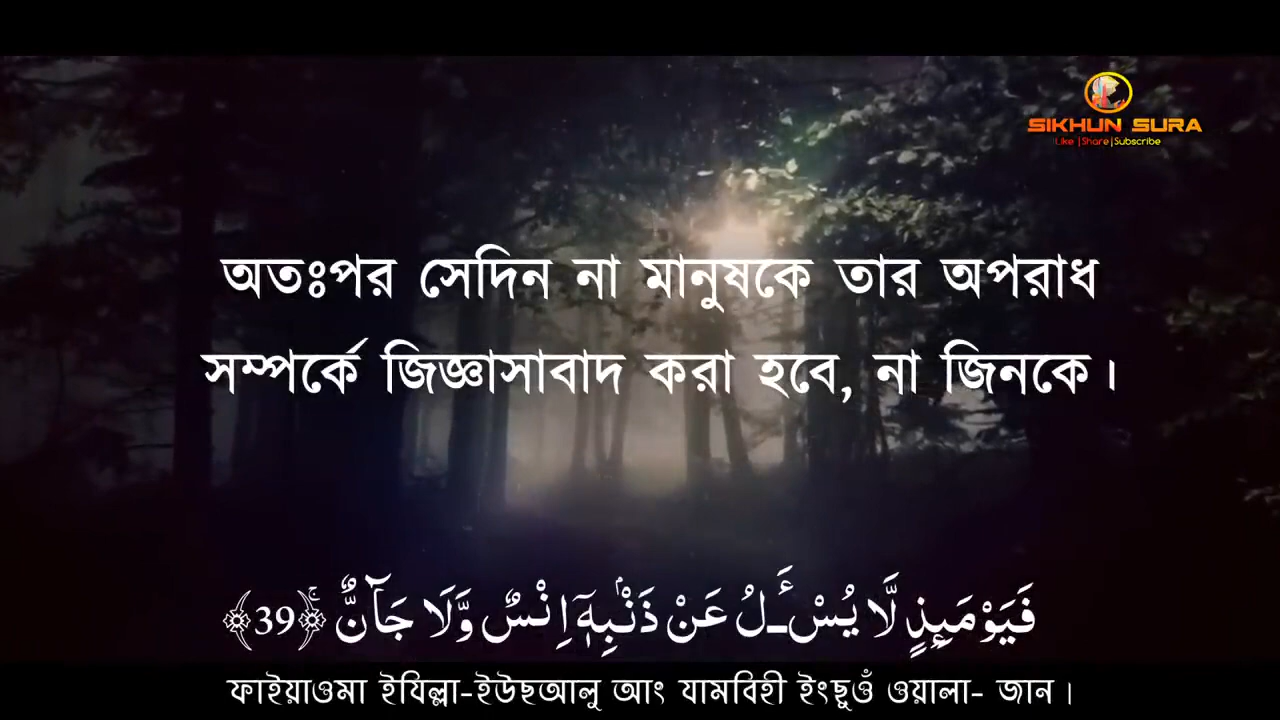 SIKHUN SURA
Like |Share|Subscribe
অতঃপর সেদিন না মানুষকে তার অপরাধ
সম্পর্কে জিজ্ঞাসাবাদ করা হবে, না জিনকে।
فَيَوْمَىِٕذٍ لَّا يُسْـَٔـلُ عَنْ ذَنْۢبِهٖۤ اِنْسٌ وَّلَا جَآنٌّ ۚ﴿39﴾
ফাইয়াওমা ইযিল্লা-ইউছআলু আং যামবিহী ইংছুওঁ ওয়ালা- জান।